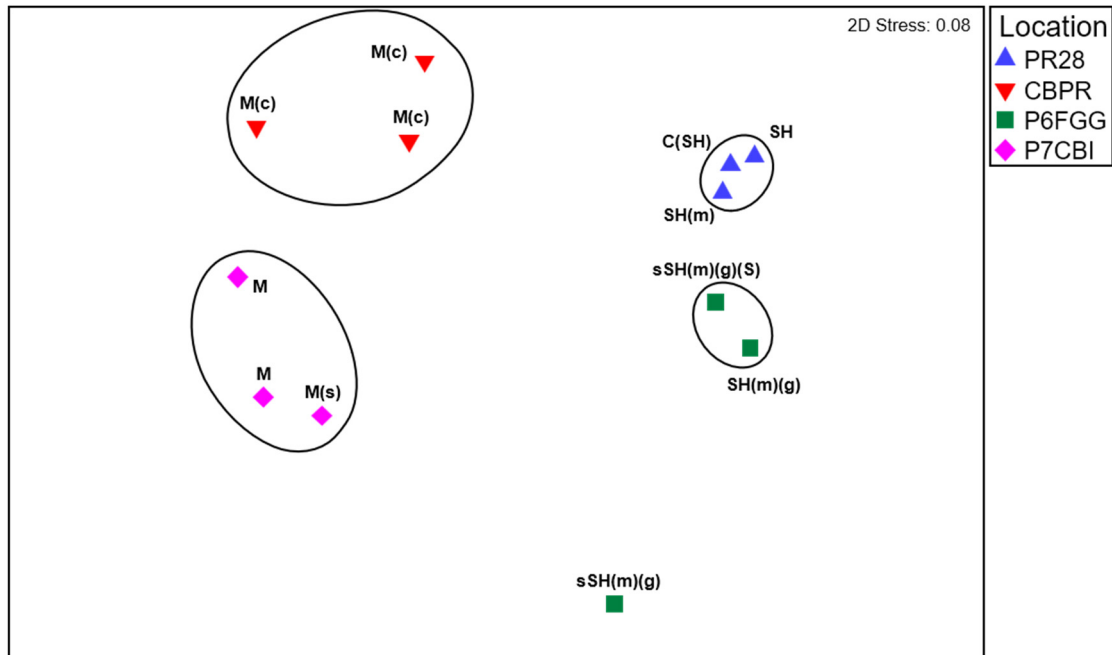 2D Stress: 0.08
Location
PR28
CBPR
P6FGG
P7CBI
M(c)
M(c)
M(c)
C(SH)
SH
SH(m)
sSH(m)(g)(S)
SH(m)(g)
M
M
M(s)
sSH(m)(g)